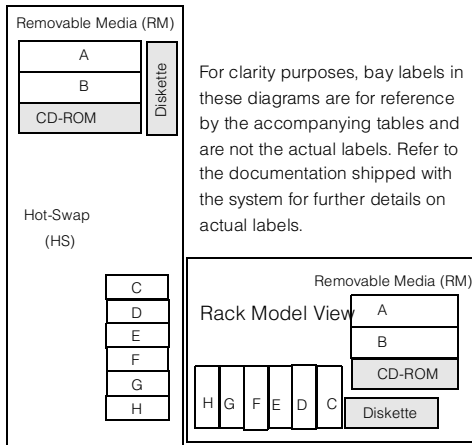 Removable Media (RM)
A
B
CD-ROM
Diskette
For clarity purposes, bay labels in
these diagrams are for reference
by the accompanying tables and
are not the actual labels. Refer to
the documentation shipped with
the system for further details on
actual labels.
Hot-Swap
(HS)
C
D
E
F
G
H
Removable Media (RM)
Rack Model View
A
B
CD-ROM
H G F E D C
Diskette